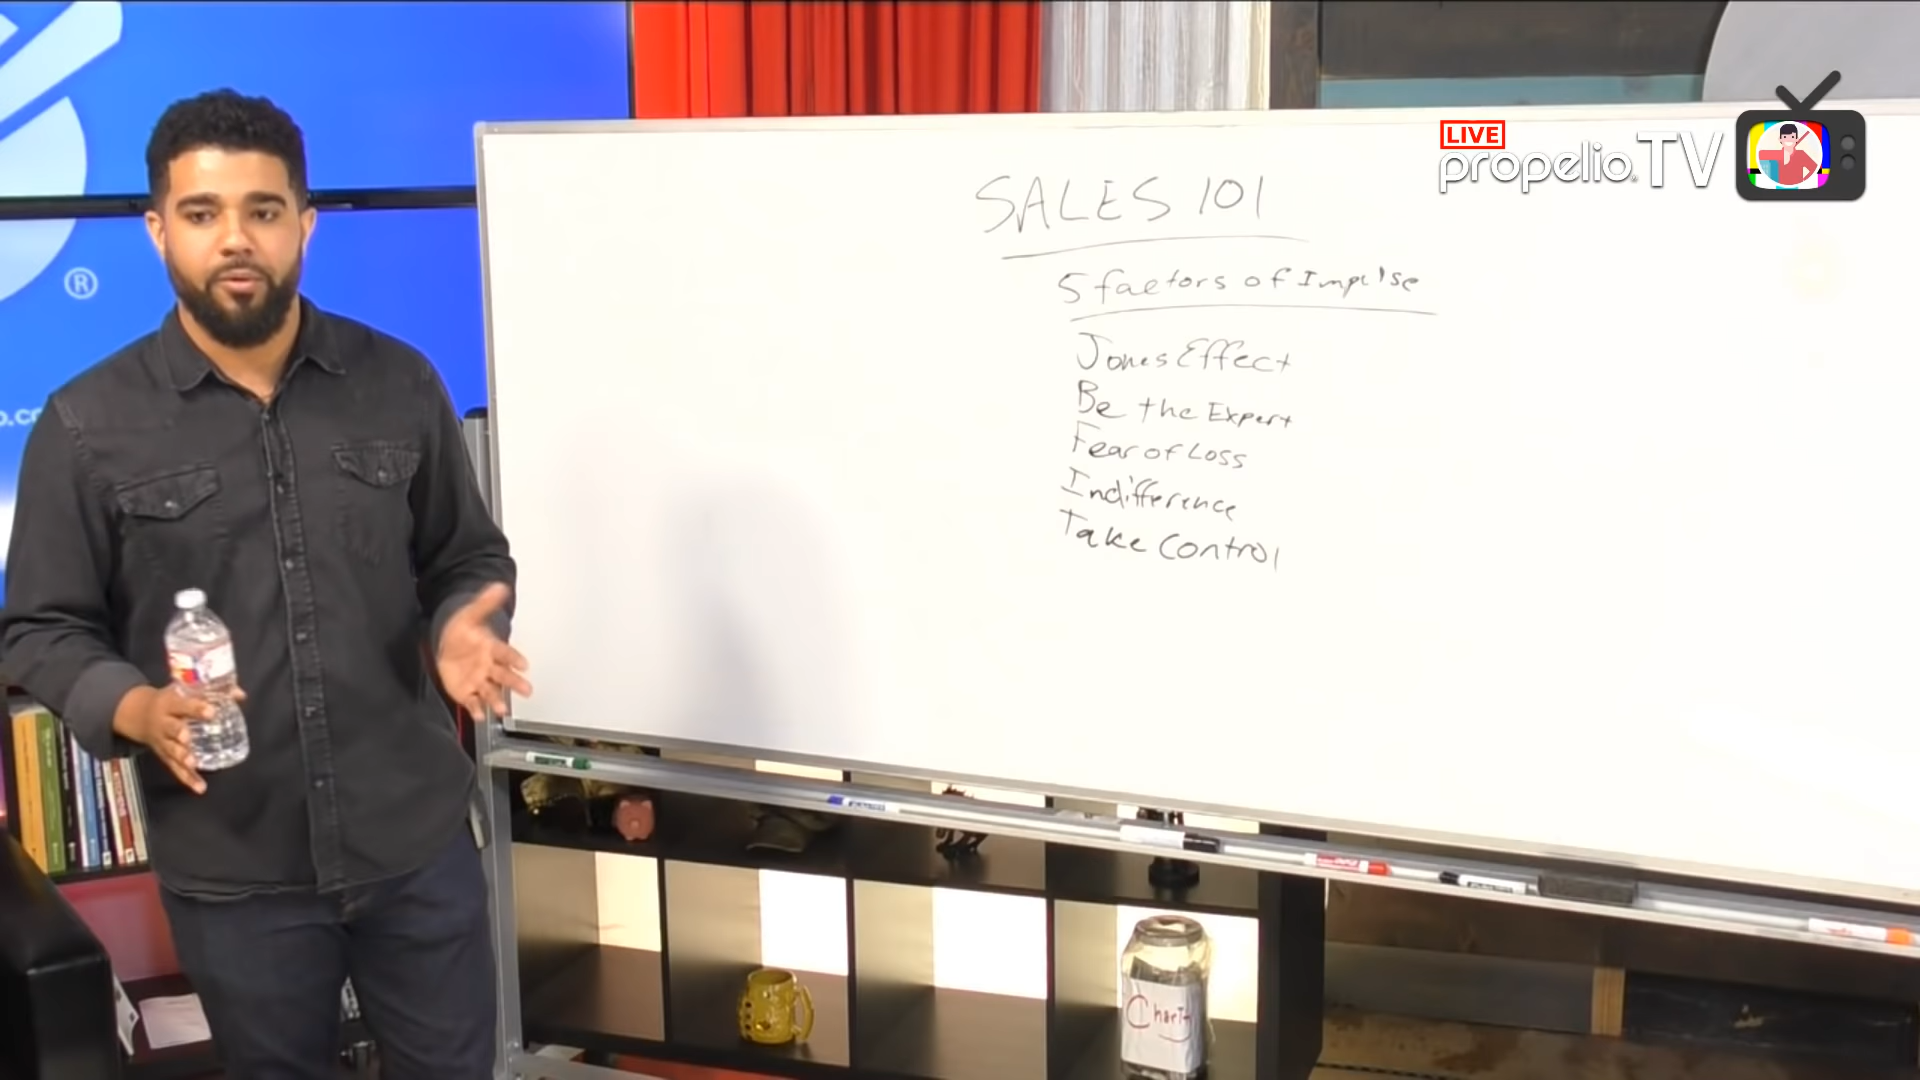 LIVE
propelio.TV
SALES 101
5 factors of Impulse
Jones Effect
Be the Expert
Fear of Loss
Indifference
Take Control
®
Charity